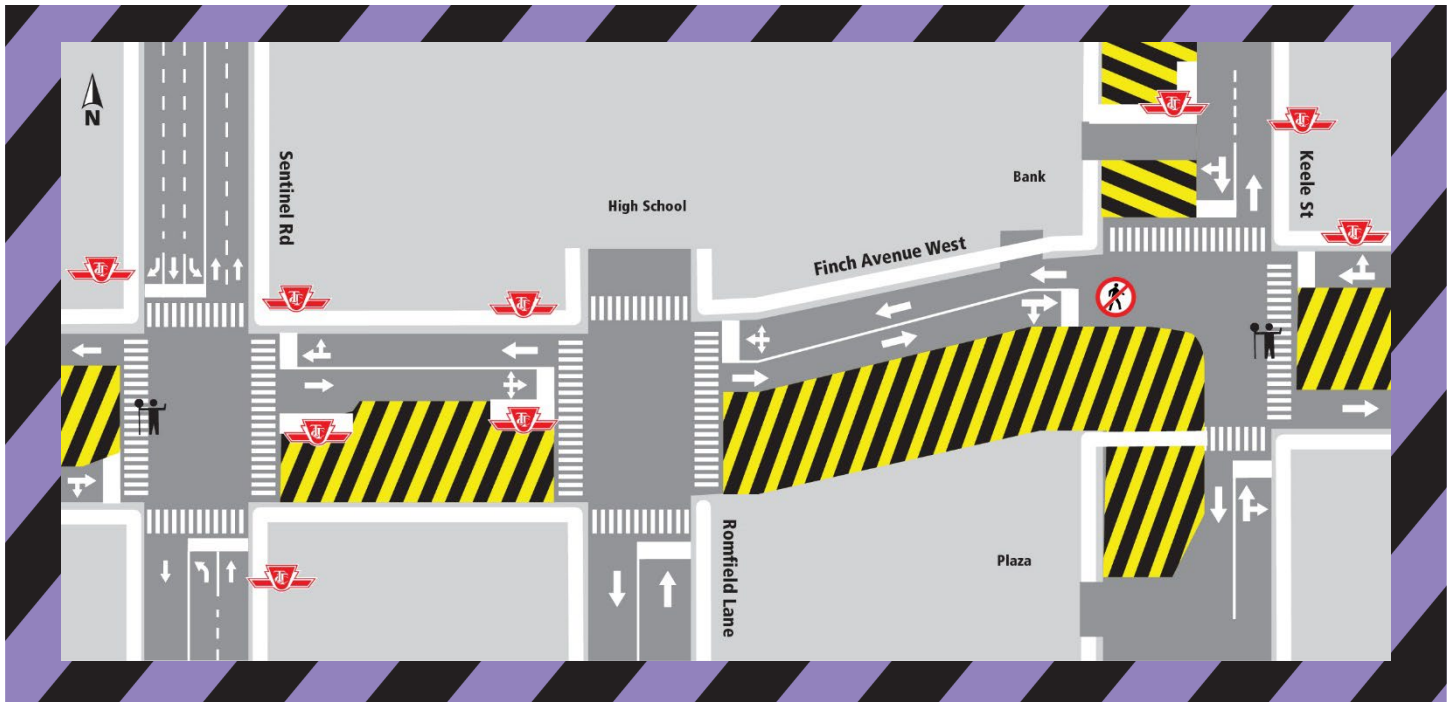 N
Sentinel Rd
High School
Bank
Keele St
Finch Avenue West
Romfield Lane
Plaza